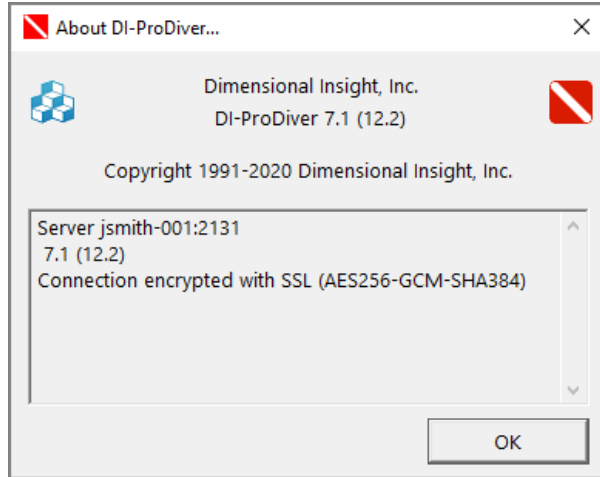 About DI-ProDiver...
Dimensional Insight, Inc.
DI-ProDiver 7.1 (12.2)
Copyright 1991-2020 Dimensional Insight, Inc.
Server jsmith-001:2131
7.1 (12.2)
Connection encrypted with SSL (AES256-GCM-SHA384)
OK